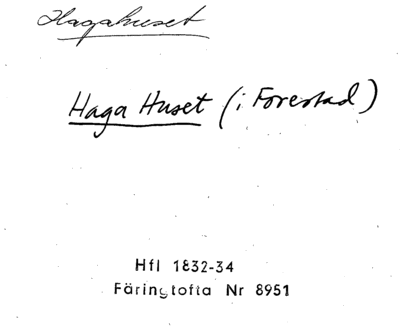 Hagahuset
Haga Huset (i Forestad)
Hfl 1832-34
Färingtofta Nr 8951